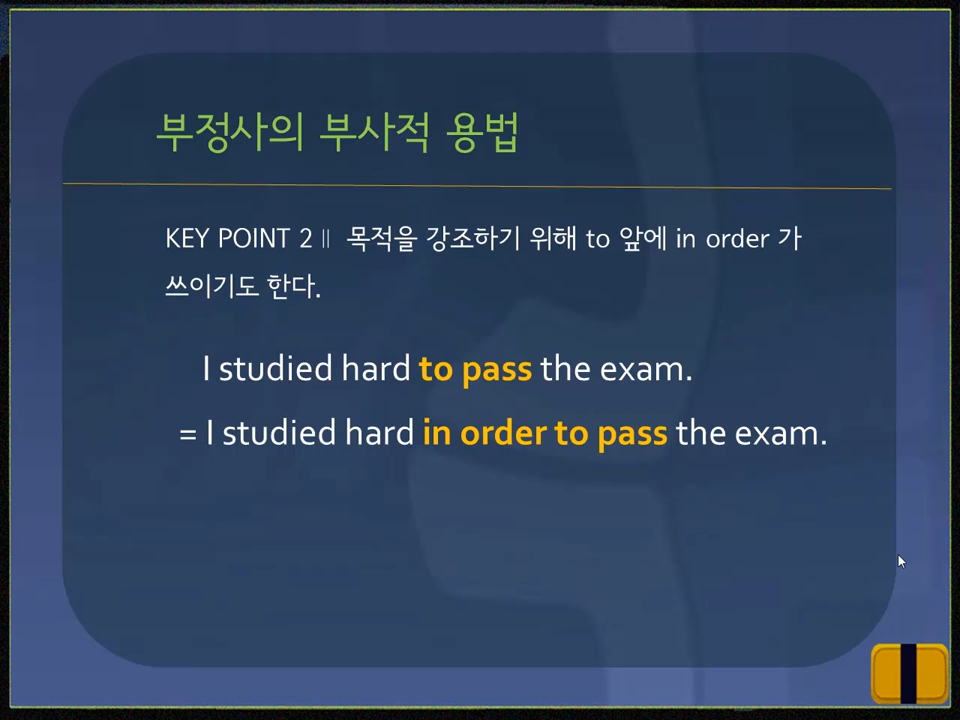 부정사의 부사적 용법
KEY POINT 2 || 목적을 강조하기 위해 to 앞에 in order 가
쓰이기도 한다.
I studied hard to pass the exam.
= I studied hard in order to pass the exam.